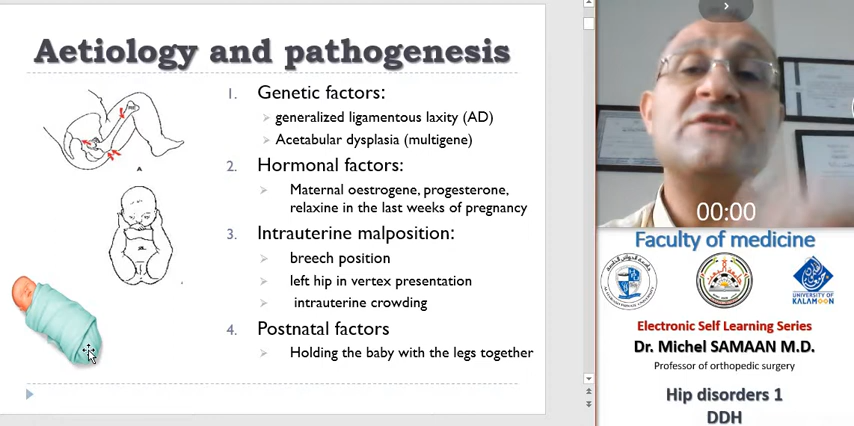 Aetiology and pathogenesis
1. Genetic factors:
generalized ligamentous laxity (AD)
Acetabular dysplasia (multigene)
2. Hormonal factors:
Maternal oestrogene, progesterone,
relaxine in the last weeks of pregnancy
3. Intrauterine malposition:
breech position
left hip in vertex presentation
intrauterine crowding
4. Postnatal factors
Holding the baby with the legs together
A
00:00
Faculty of medicine
UNIVERSITY OF
KALAMOON
Electronic Self Learning Series
Dr. Michel SAMAAN M.D.
Professor of orthopedic surgery
Hip disorders 1
DDH